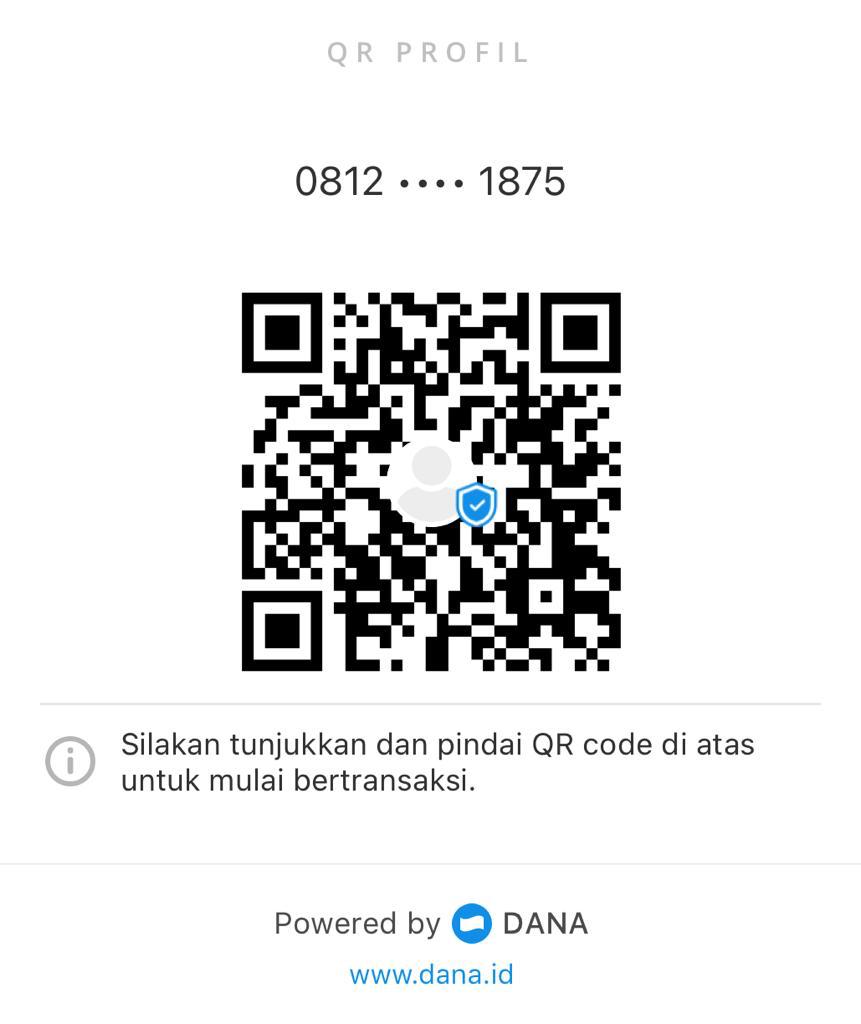 QR PROFIL
0812 •••• 1875
Silakan tunjukkan dan pindai QR code di atas
untuk mulai bertransaksi.
Powered by DANA
www.dana.id